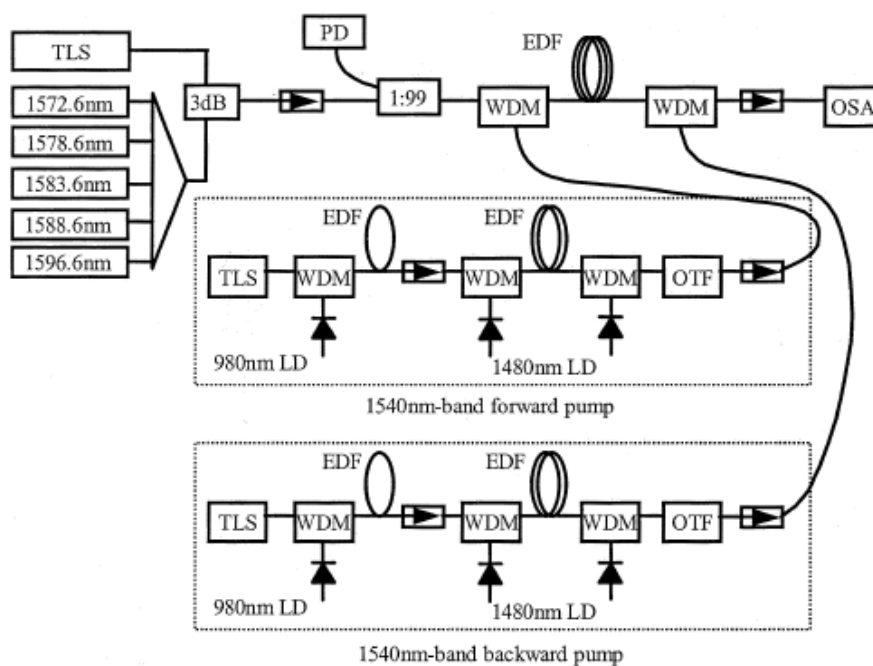 TLS
1572.6nm
1578.6nm
1583.6nm
1588.6nm
1596.6nm
3dB
PD
1:99
WDM
EDF
WDM
OSA
EDF
EDF
TLS
WDM
WDM
WDM
OTF
980nm LD
1480nm LD
1540nm-band forward pump
EDF
EDF
TLS
WDM
WDM
WDM
OTF
980nm LD
1480nm LD
1540nm-band backward pump